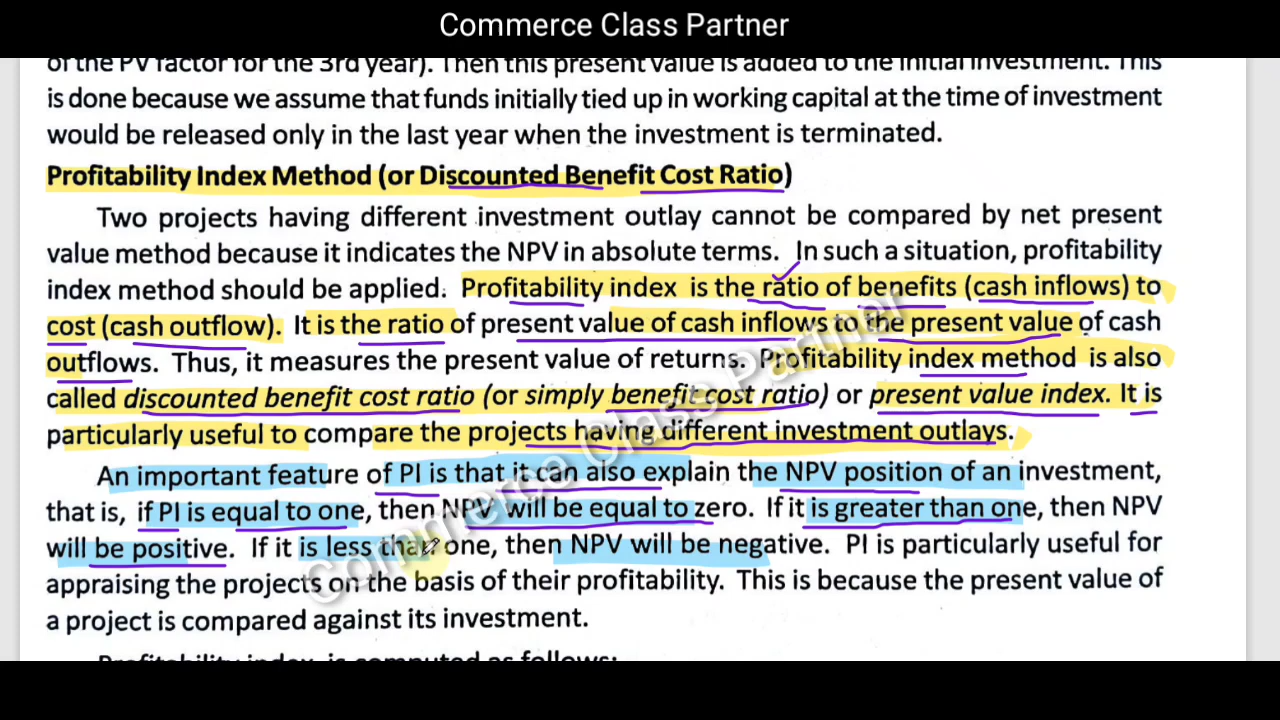 Commerce Class Partner
of the PV factor for the 3rd year). Then this present value is added to the initial investment. This
is done because we assume that funds initially tied up in working capital at the time of investment
would be released only in the last year when the investment is terminated.
Profitability Index Method (or Discounted Benefit Cost Ratio)
Two projects having different investment outlay cannot be compared by net present
value method because it indicates the NPV in absolute terms. In such a situation, profitability
index method should be applied. Profitability index is the ratio of benefits (cash inflows) to
cost (cash outflow). It is the ratio of present value of cash inflows to the present value of cash
outflows. Thus, it measures the present value of returns. Profitability index method is also
called discounted benefit cost ratio (or simply benefit cost ratio) or present value index. It is
particularly useful to compare the projects having different investment outlays.
An important feature of PI is that it can also explain the NPV position of an investment,
that is, if PI is equal to one, then NPV will be equal to zero. If it is greater than one, then NPV
will be positive. If it is less than one, then NPV will be negative. PI is particularly useful for
appraising the projects on the basis of their profitability. This is because the present value of
a project is compared against its investment.
Profitability index is computed as follows:
Commerce Class Partner